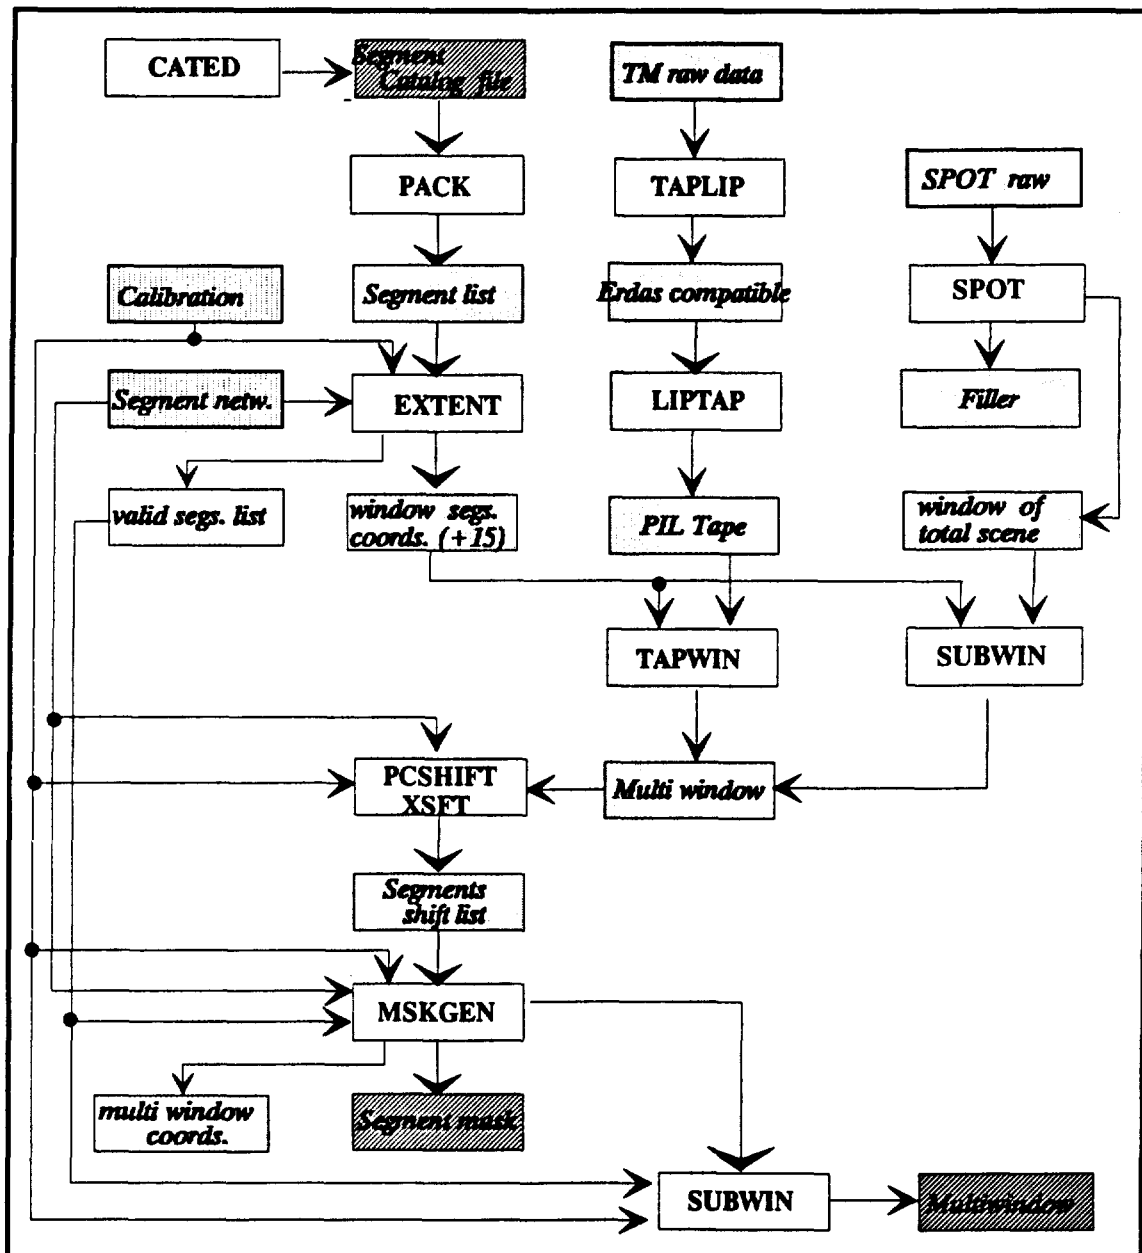 CATED
Segment
Catalog file
TM raw data
PACK
TAPLIP
SPOT raw
Calibration
Segment list
Erdas compatible
SPOT
Segment netw.
EXTENT
LIPTAP
Filler
valid segs. list
window segs.
coords. (+15)
PIL Tape
window of
total scene
TAPWIN
SUBWIN
PCSHIFT
XSFT
Multi window
Segments
shift list
MSKGEN
multi window
coords.
Segment mask
SUBWIN
Multiwindow